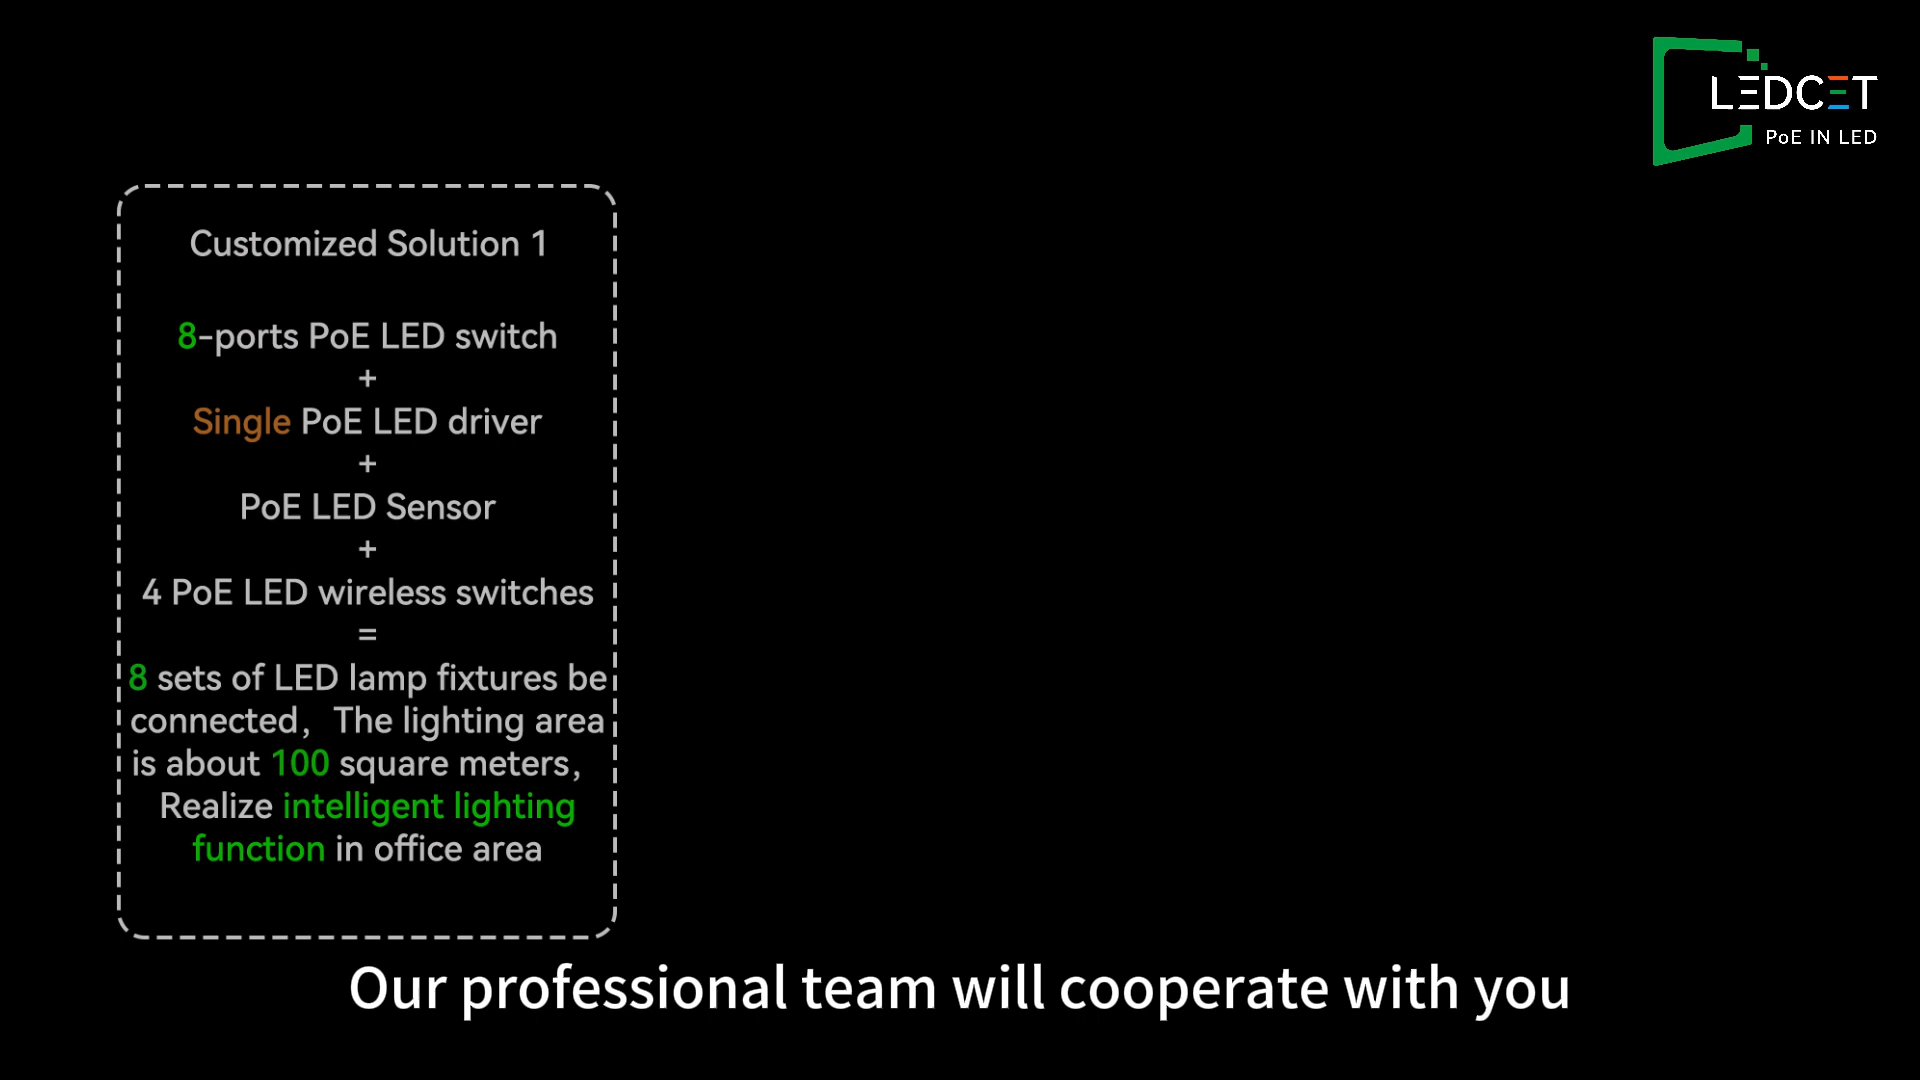 LEDCET
PoE IN LED
Customized Solution 1
8-ports PoE LED switch
+
Single PoE LED driver
+
PoE LED Sensor
+
4 PoE LED wireless switches
=
8 sets of LED lamp fixtures be
connected，The lighting area
is about 100 square meters，
Realize intelligent lighting
function in office area
Our professional team will cooperate with you